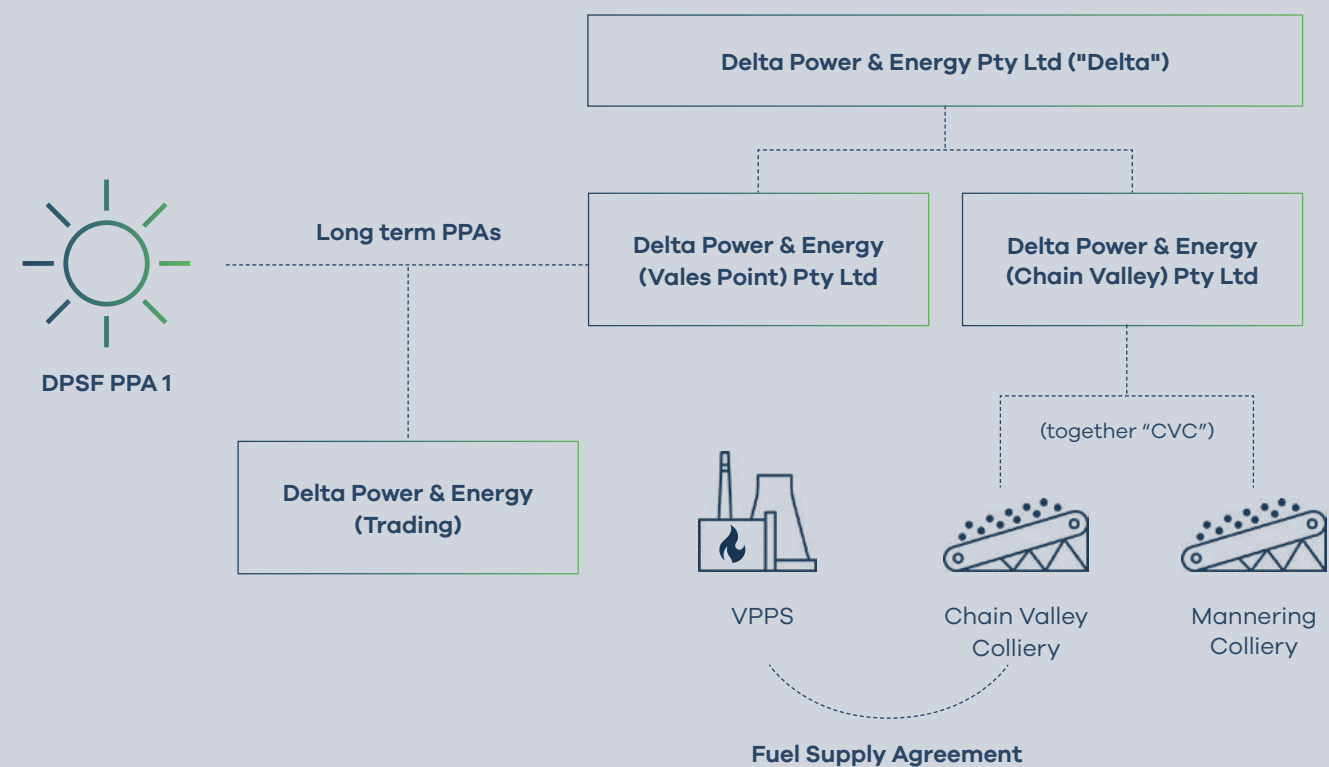 Delta Power & Energy Pty Ltd ("Delta")
Long term PPAs
Delta Power & Energy
(Vales Point) Pty Ltd
Delta Power & Energy
(Chain Valley) Pty Ltd
DPSF PPA 1
(together “CVC”)
Delta Power & Energy
(Trading)
VPPS
Chain Valley
Colliery
Mannering
Colliery
Fuel Supply Agreement